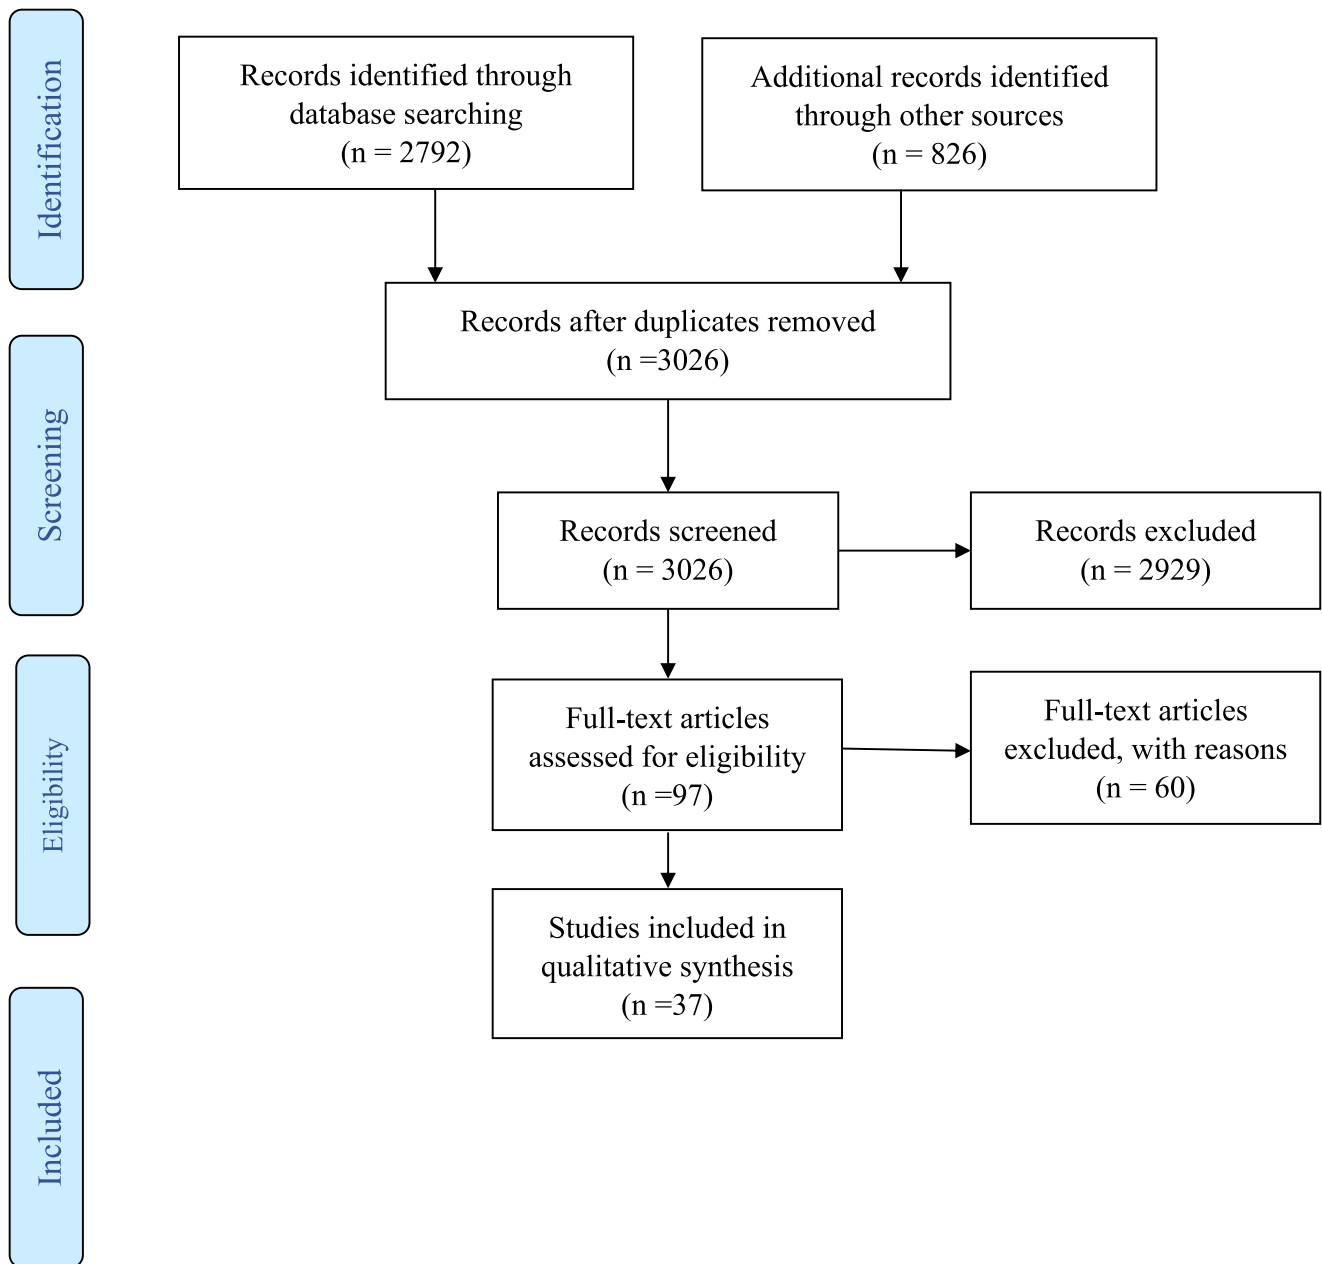 Identification
Records identified through
database searching
(n = 2792)
Additional records identified
through other sources
(n = 826)
Records after duplicates removed
(n =3026)
Screening
Records screened
(n = 3026)
Records excluded
(n = 2929)
Eligibility
Full-text articles
assessed for eligibility
(n =97)
Full-text articles
excluded, with reasons
(n = 60)
Studies included in
qualitative synthesis
(n =37)
Included